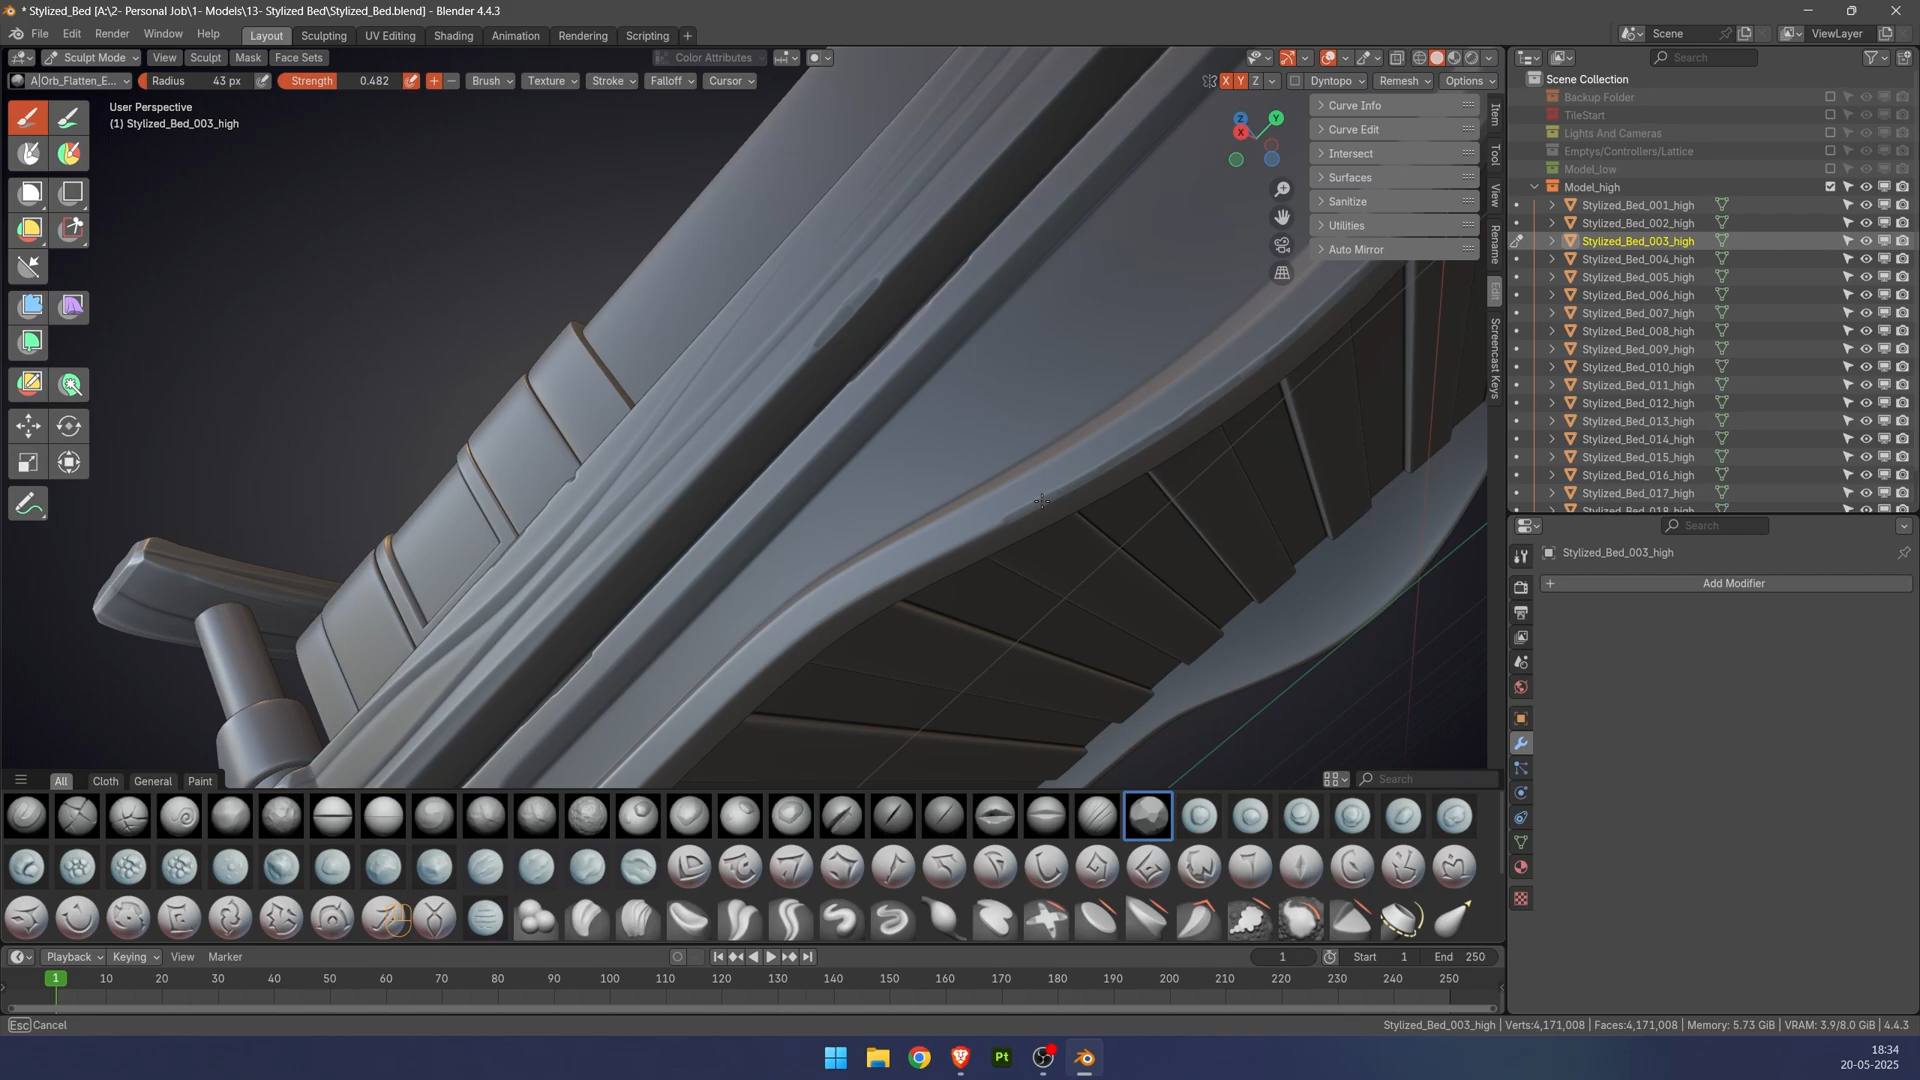 * Stylized_Bed [A:\2- Personal Job\1- Models\13- Stylized Bed\Stylized_Bed.blend] - Blender 4.4.3
File Edit Render Window Help Layout Sculpting UV Editing Shading Animation Rendering Scripting + Scene ViewLayer
Sculpt Mode View Sculpt Mask Face Sets Color Attributes Search
A|Orb_Flatten_E... Radius 43 px Strength 0.482 Brush Texture Stroke Falloff Cursor X Y Z Dyntopo Remesh Options
User Perspective
(1) Stylized_Bed_003_high
Z Y X
Curve Info
Curve Edit
Intersect
Surfaces
Sanitize
Utilities
Auto Mirror
Item
Tool
View
Rename
Edit
Screencast Keys
Scene Collection
Backup Folder
TileStart
Lights And Cameras
Emptys/Controllers/Lattice
Model_low
Model_high
Stylized_Bed_001_high
Stylized_Bed_002_high
Stylized_Bed_003_high
Stylized_Bed_004_high
Stylized_Bed_005_high
Stylized_Bed_006_high
Stylized_Bed_007_high
Stylized_Bed_008_high
Stylized_Bed_009_high
Stylized_Bed_010_high
Stylized_Bed_011_high
Stylized_Bed_012_high
Stylized_Bed_013_high
Stylized_Bed_014_high
Stylized_Bed_015_high
Stylized_Bed_016_high
Stylized_Bed_017_high
Stylized_Bed_018_high
Search
Stylized_Bed_003_high
+ Add Modifier
All Cloth General Paint Search
Playback Keying View Marker 1 Start 1 End 250
1 10 20 30 40 50 60 70 80 90 100 110 120 130 140 150 160 170 180 190 200 210 220 230 240 250
Esc Cancel Stylized_Bed_003_high | Verts:4,171,008 | Faces:4,171,008 | Memory: 5.73 GiB | VRAM: 3.9/8.0 GiB | 4.4.3
Pt
18:34
20-05-2025